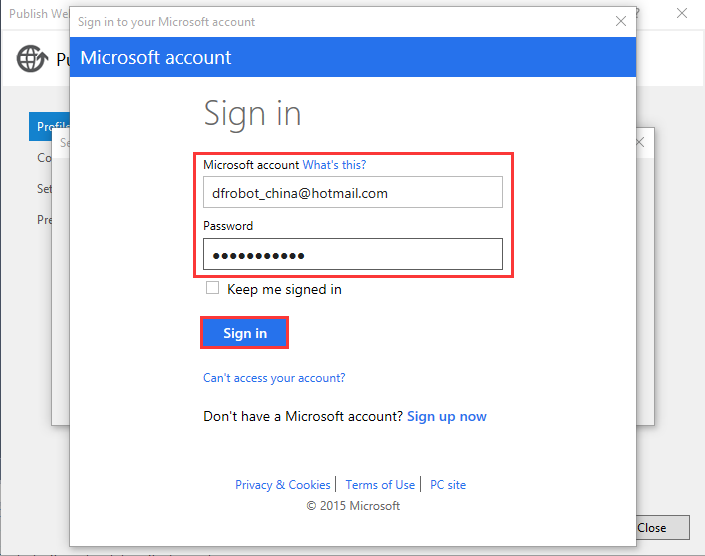 Publish We
?
Sign in to your Microsoft account
Microsoft account
Pu
Sign in
Profile
Microsoft account What's this?
Se
Co
dfrobot_china@hotmail.com
Set
Pre
Password
●●●●●●●●●●●
Keep me signed in
Sign in
Can't access your account?
Don't have a Microsoft account? Sign up now
Privacy & Cookies | Terms of Use | PC site
© 2015 Microsoft
Close